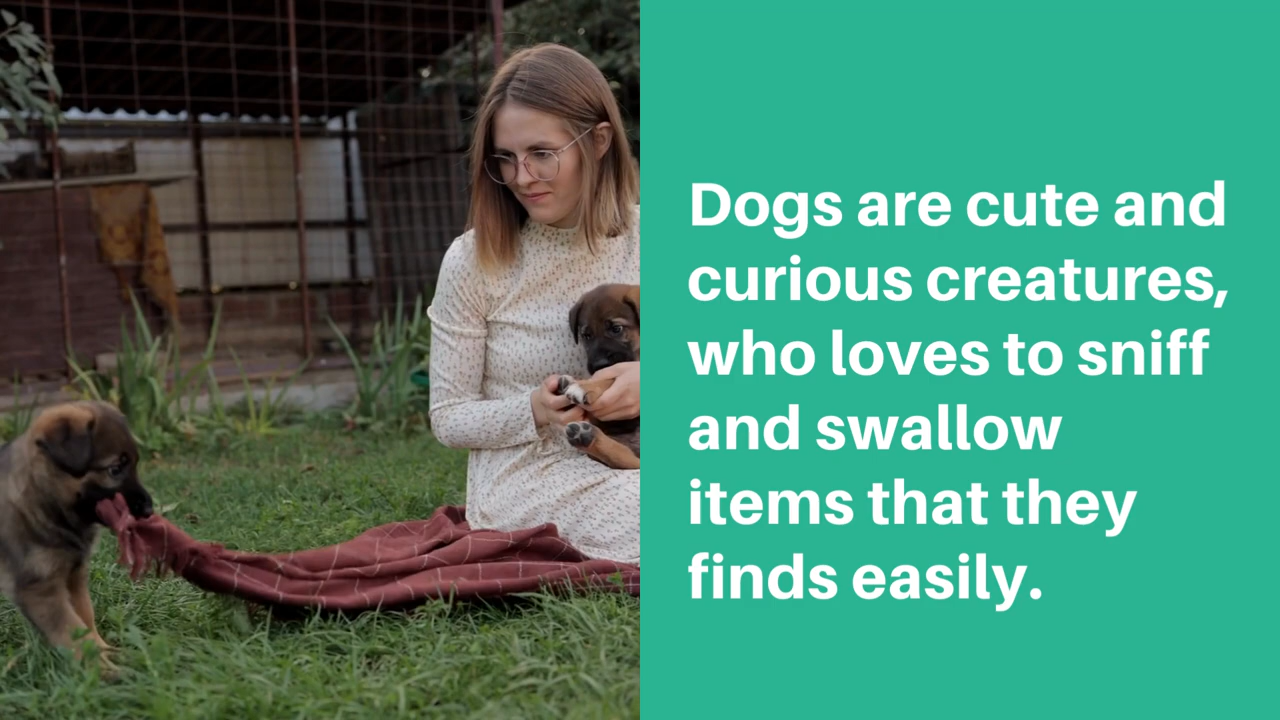 Dogs are cute and
curious creatures,
who loves to sniff
and swallow
items that they
finds easily.